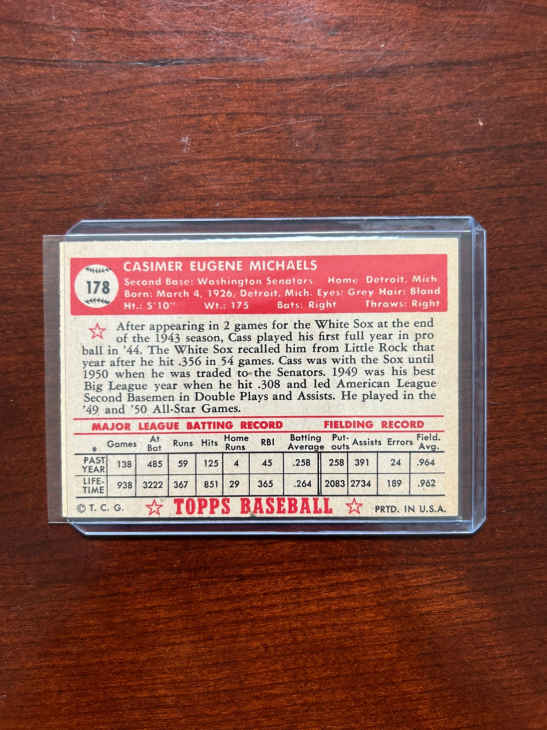 178
CASIMER EUGENE MICHAELS
Second Base: Washington Senators Home: Detroit, Mich
Born: March 4, 1926, Detroit, Mich. Eyes: Grey Hair: Blond
Ht.: 5'10" Wt.: 175 Bats: Right Throws: Right
After appearing in 2 games for the White Sox at the end
of the 1943 season, Cass played his first full year in pro
ball in '44. The White Sox recalled him from Little Rock that
year after he hit .356 in 54 games. Cass was with the Sox until
1950 when he was traded to the Senators. 1949 was his best
Big League year when he hit .308 and led American League
Second Basemen in Double Plays and Assists. He played in the
'49 and '50 All-Star Games.
MAJOR LEAGUE BATTING RECORD FIELDING RECORD
Games At Bat Runs Hits Home Runs RBI Batting Average Put-outs Assists Errors Field. Avg.
PAST YEAR 138 485 59 125 4 45 .258 258 391 24 .964
LIFE-TIME 938 3222 367 851 29 365 .264 2083 2734 189 .962
© T. C. G. TOPPS BASEBALL PRTD. IN U.S.A.